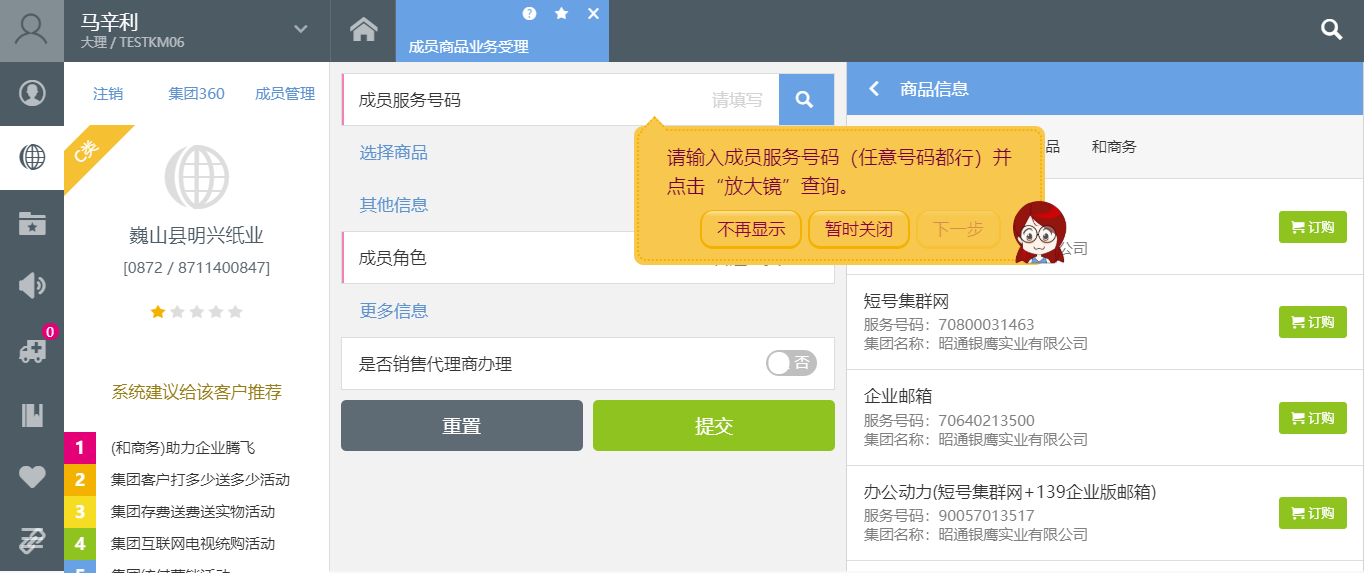 马辛利
大理 / TESTKM06
成员商品业务受理
注销
集团360
成员管理
C类
巍山县明兴纸业
[0872 / 8711400847]
0
系统建议给该客户推荐
1
(和商务)助力企业腾飞
2
集团客户打多少送多少活动
3
集团存费送费送实物活动
4
集团互联网电视统购活动
成员服务号码
请填写
选择商品
其他信息
成员角色
更多信息
是否销售代理商办理
否
重置
提交
请输入成员服务号码（任意号码都行）并
点击“放大镜”查询。
不再显示
暂时关闭
下一步
商品信息
品
和商务
公司
订购
短号集群网
服务号码：70800031463
集团名称：昭通银鹰实业有限公司
订购
企业邮箱
服务号码：70640213500
集团名称：昭通银鹰实业有限公司
订购
办公动力(短号集群网+139企业版邮箱)
服务号码：90057013517
集团名称：昭通银鹰实业有限公司
订购